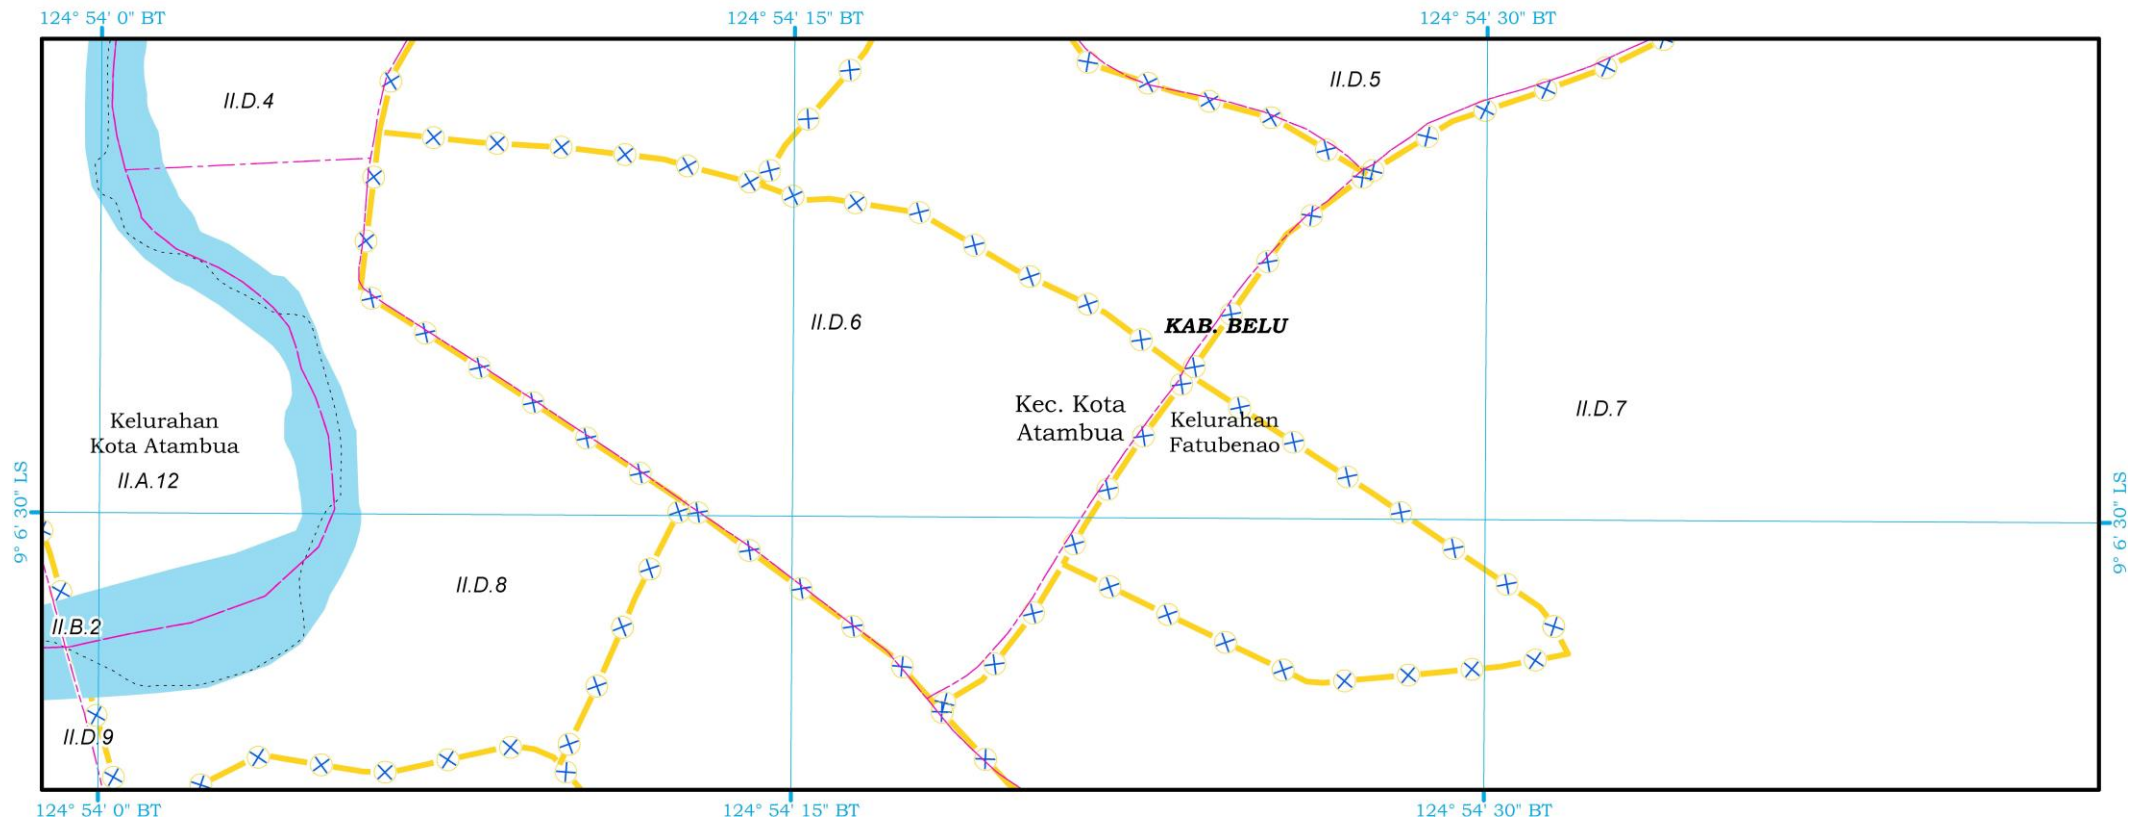 124° 54' 0" BT
124° 54' 15" BT
124° 54' 30" BT
II.D.4
II.D.5
II.D.6
KAB. BELU
Kec. Kota
Atambua
Kelurahan
Fatubenao
II.D.7
Kelurahan
Kota Atambua
II.A.12
9° 6' 30" LS
9° 6' 30" LS
II.D.8
II.B.2
II.D.9
124° 54' 0" BT
124° 54' 15" BT
124° 54' 30" BT